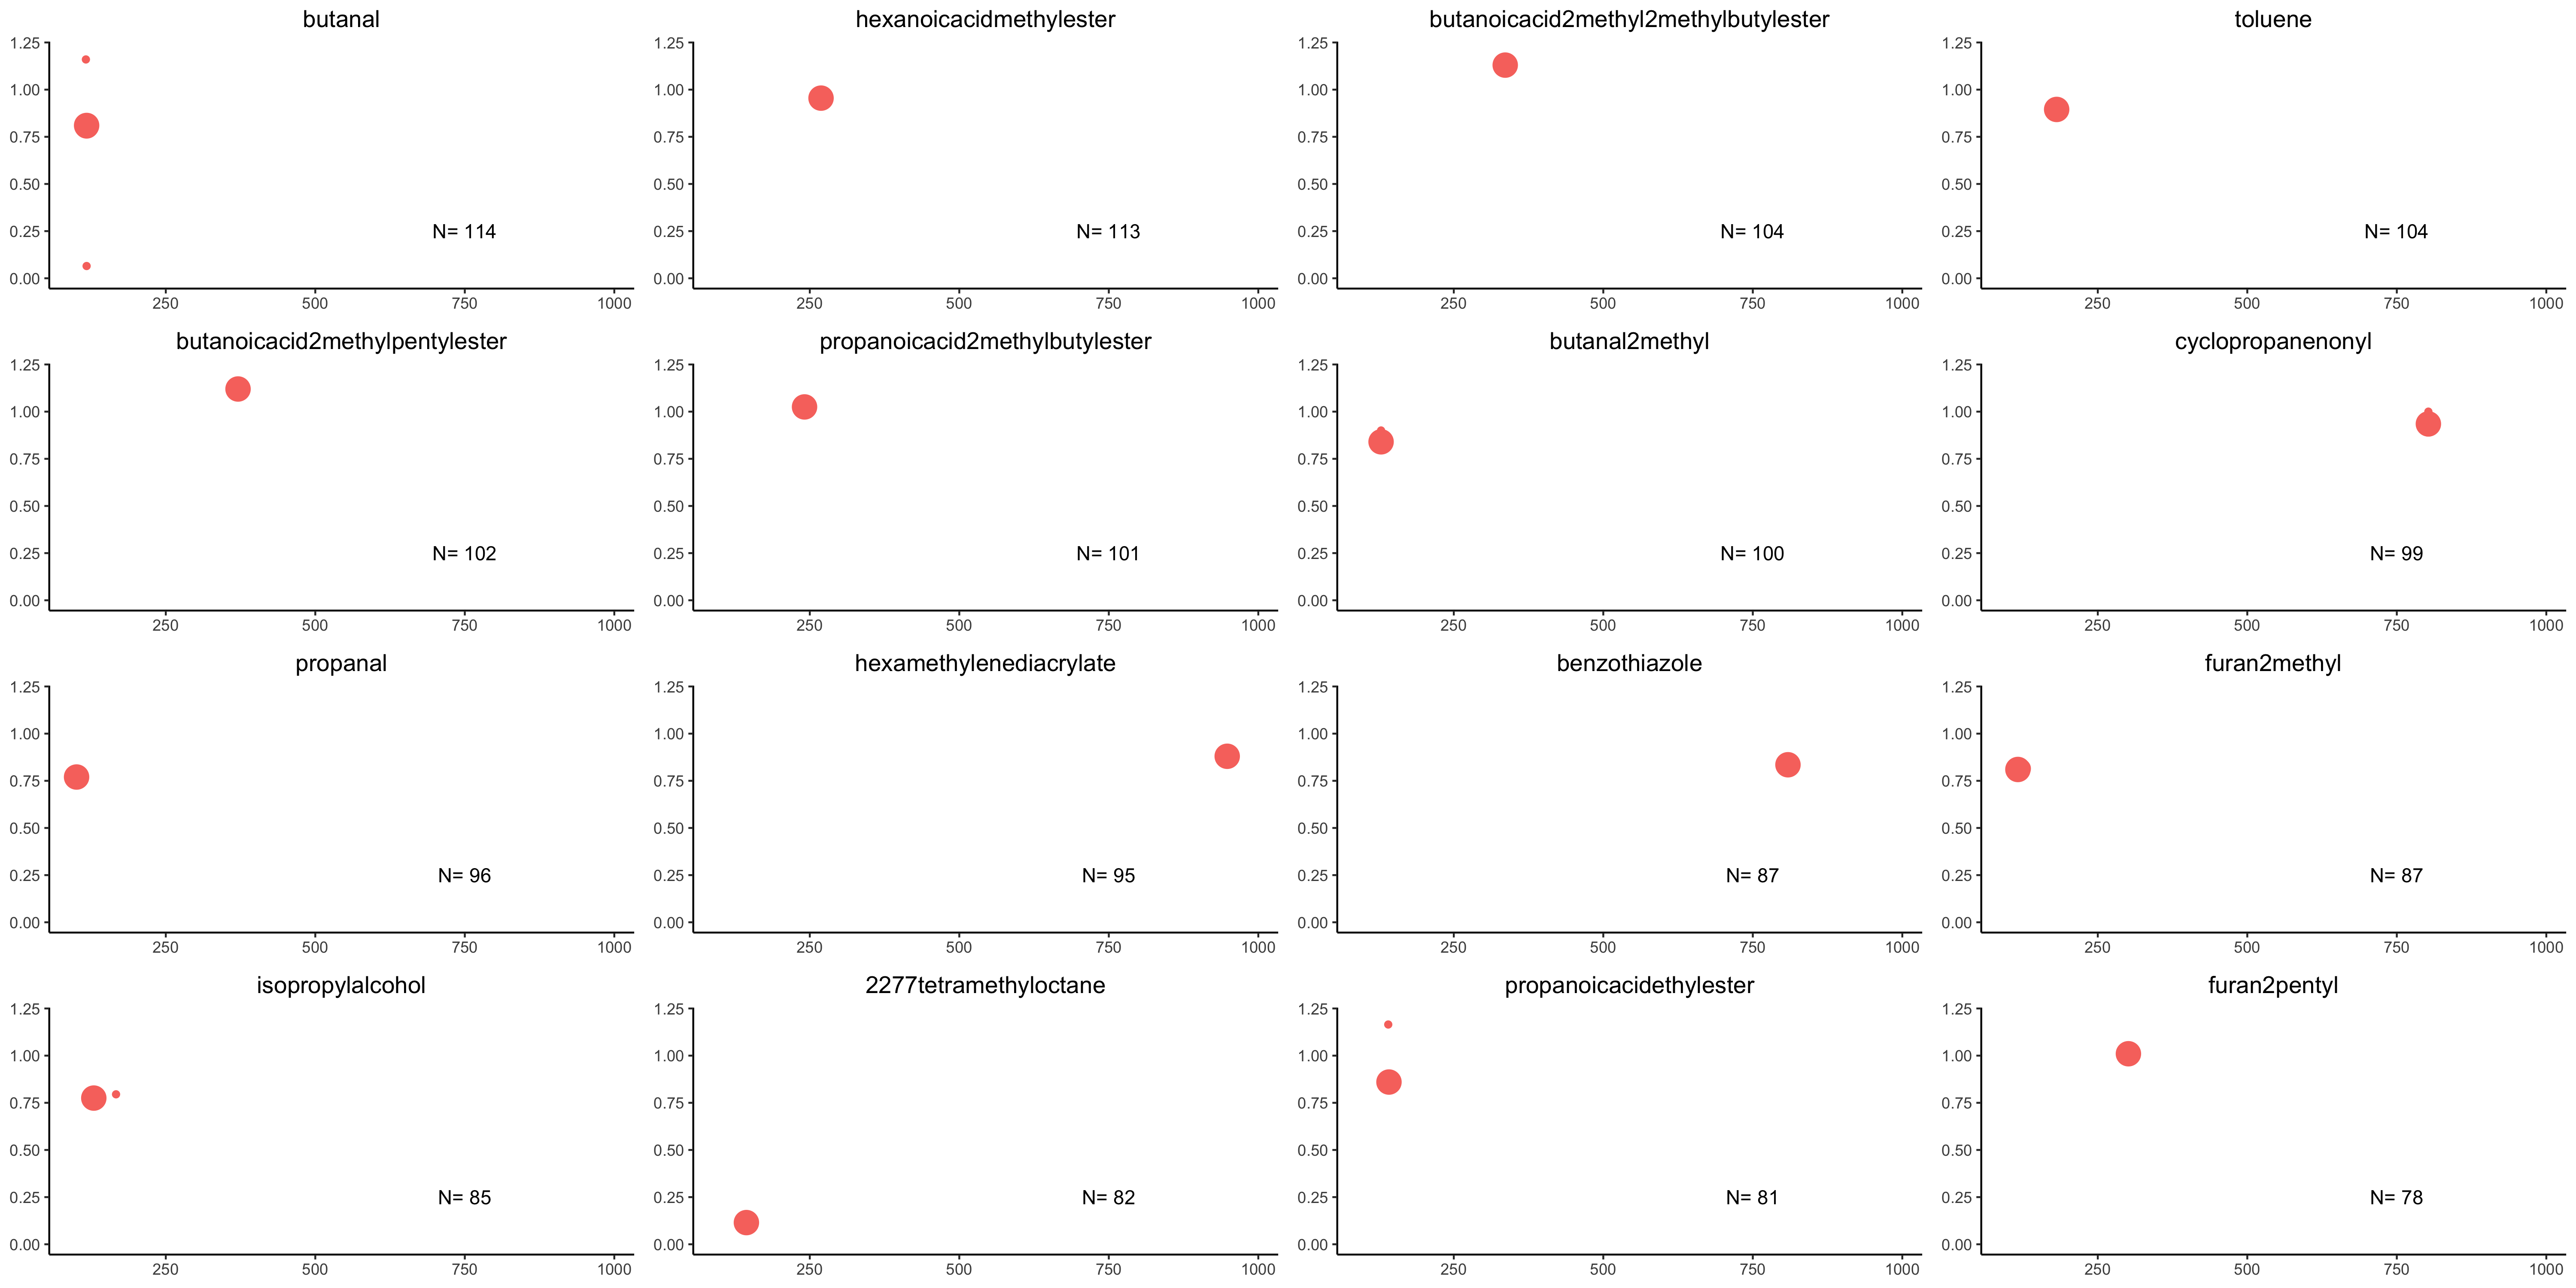 butanal
1.25
1.00
0.75
0.50
0.25
0.00
N= 114
250 500 750 1000
hexanoicacidmethylester
1.25
1.00
0.75
0.50
0.25
0.00
N= 113
250 500 750 1000
butanoicacid2methyl2methylbutylester
1.25
1.00
0.75
0.50
0.25
0.00
N= 104
250 500 750 1000
toluene
1.25
1.00
0.75
0.50
0.25
0.00
N= 104
250 500 750 1000
butanoicacid2methylpentylester
1.25
1.00
0.75
0.50
0.25
0.00
N= 102
250 500 750 1000
propanoicacid2methylbutylester
1.25
1.00
0.75
0.50
0.25
0.00
N= 101
250 500 750 1000
butanal2methyl
1.25
1.00
0.75
0.50
0.25
0.00
N= 100
250 500 750 1000
cyclopropanenonyl
1.25
1.00
0.75
0.50
0.25
0.00
N= 99
250 500 750 1000
propanal
1.25
1.00
0.75
0.50
0.25
0.00
N= 96
250 500 750 1000
hexamethylenediacrylate
1.25
1.00
0.75
0.50
0.25
0.00
N= 95
250 500 750 1000
benzothiazole
1.25
1.00
0.75
0.50
0.25
0.00
N= 87
250 500 750 1000
furan2methyl
1.25
1.00
0.75
0.50
0.25
0.00
N= 87
250 500 750 1000
isopropylalcohol
1.25
1.00
0.75
0.50
0.25
0.00
N= 85
250 500 750 1000
2277tetramethyloctane
1.25
1.00
0.75
0.50
0.25
0.00
N= 82
250 500 750 1000
propanoicacidethylester
1.25
1.00
0.75
0.50
0.25
0.00
N= 81
250 500 750 1000
furan2pentyl
1.25
1.00
0.75
0.50
0.25
0.00
N= 78
250 500 750 1000